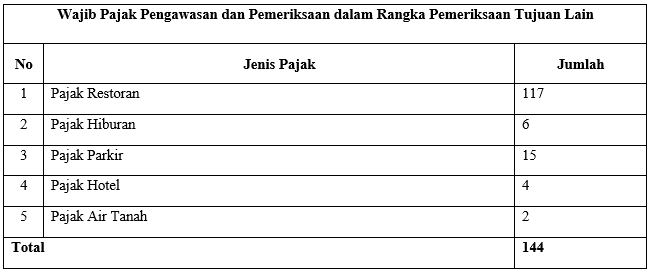 Wajib Pajak Pengawasan dan Pemeriksaan dalam Rangka Pemeriksaan Tujuan Lain
No Jenis Pajak Jumlah
1 Pajak Restoran 117
2 Pajak Hiburan 6
3 Pajak Parkir 15
4 Pajak Hotel 4
5 Pajak Air Tanah 2
Total 144